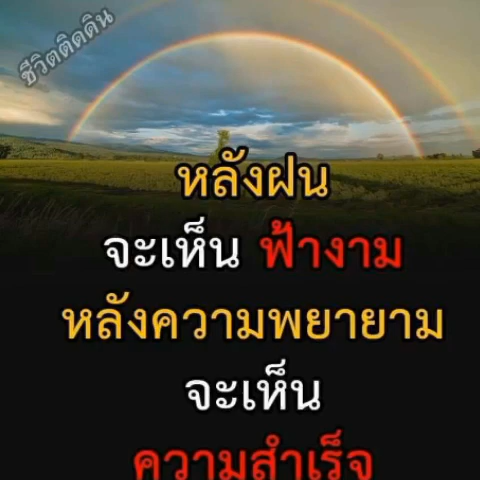 ชีวิตติดดิน
หลังฝน
จะเห็น ฟ้างาม
หลังความพยายาม
จะเห็น
ความสำเร็จ